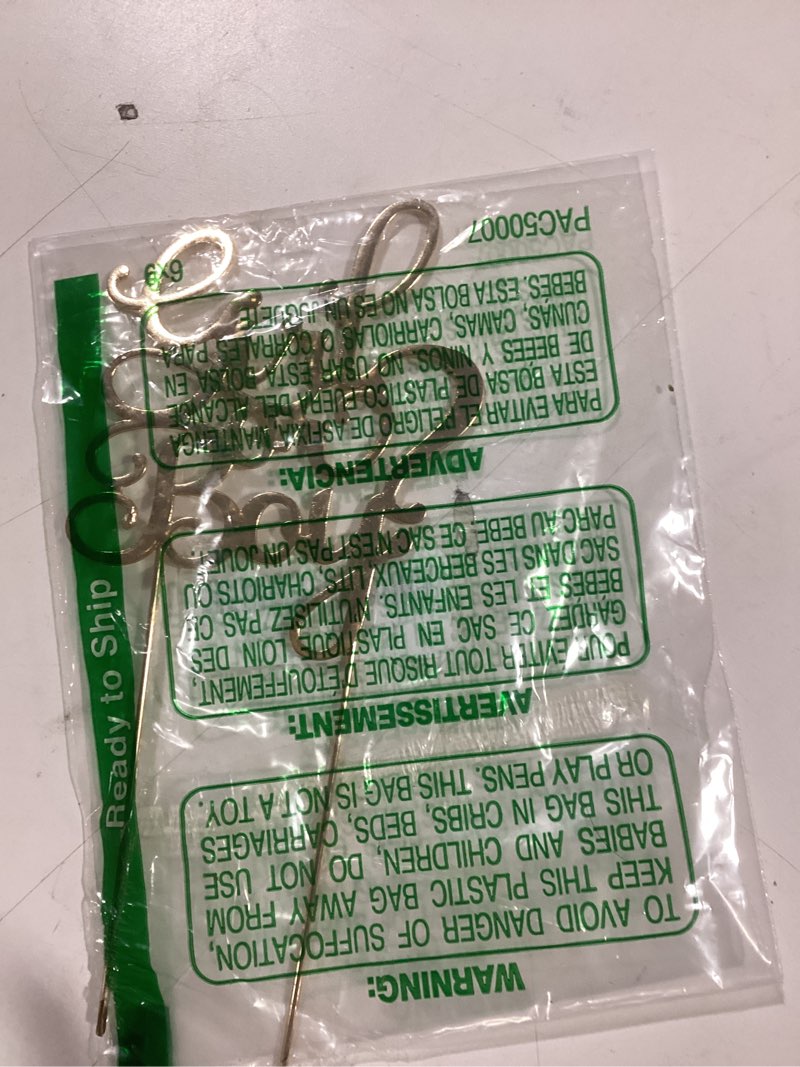 WARNING:
TO AVOID DANGER OF SUFFOCATION,
KEEP THIS PLASTIC BAG AWAY FROM
BABIES AND CHILDREN, DO NOT USE
THIS BAG IN CRIBS, BEDS, CARRIAGES
OR PLAY PENS. THIS BAG IS NOT A TOY.
AVERTISSEMENT:
POUR EVITER TOUT RISQUE D'ÉTOUFFEMENT,
GARDEZ CE SAC EN PLASTIQUE LOIN DES
BEBES ET LES ENFANTS. N'UTILISEZ PAS CE
SAC DANS LES BERCEAUX, LITS, CHARIOTS OU
PARC AU BEBE. CE SAC N'EST PAS UN JOUET.
ADVERTENCIA:
PARA EVITAR EL PELIGRO DE ASFIXIA, MANTENGA
ESTA BOLSA DE PLASTICO FUERA DEL ALCANCE
DE BEBES Y NIÑOS. NO USAR ESTA BOLSA EN
CUNAS, CAMAS, CARRIOLAS O CORRALES PARA
BEBES. ESTA BOLSA NO ES UN JUGUETE
PAC50007
6x9
Ready to Ship